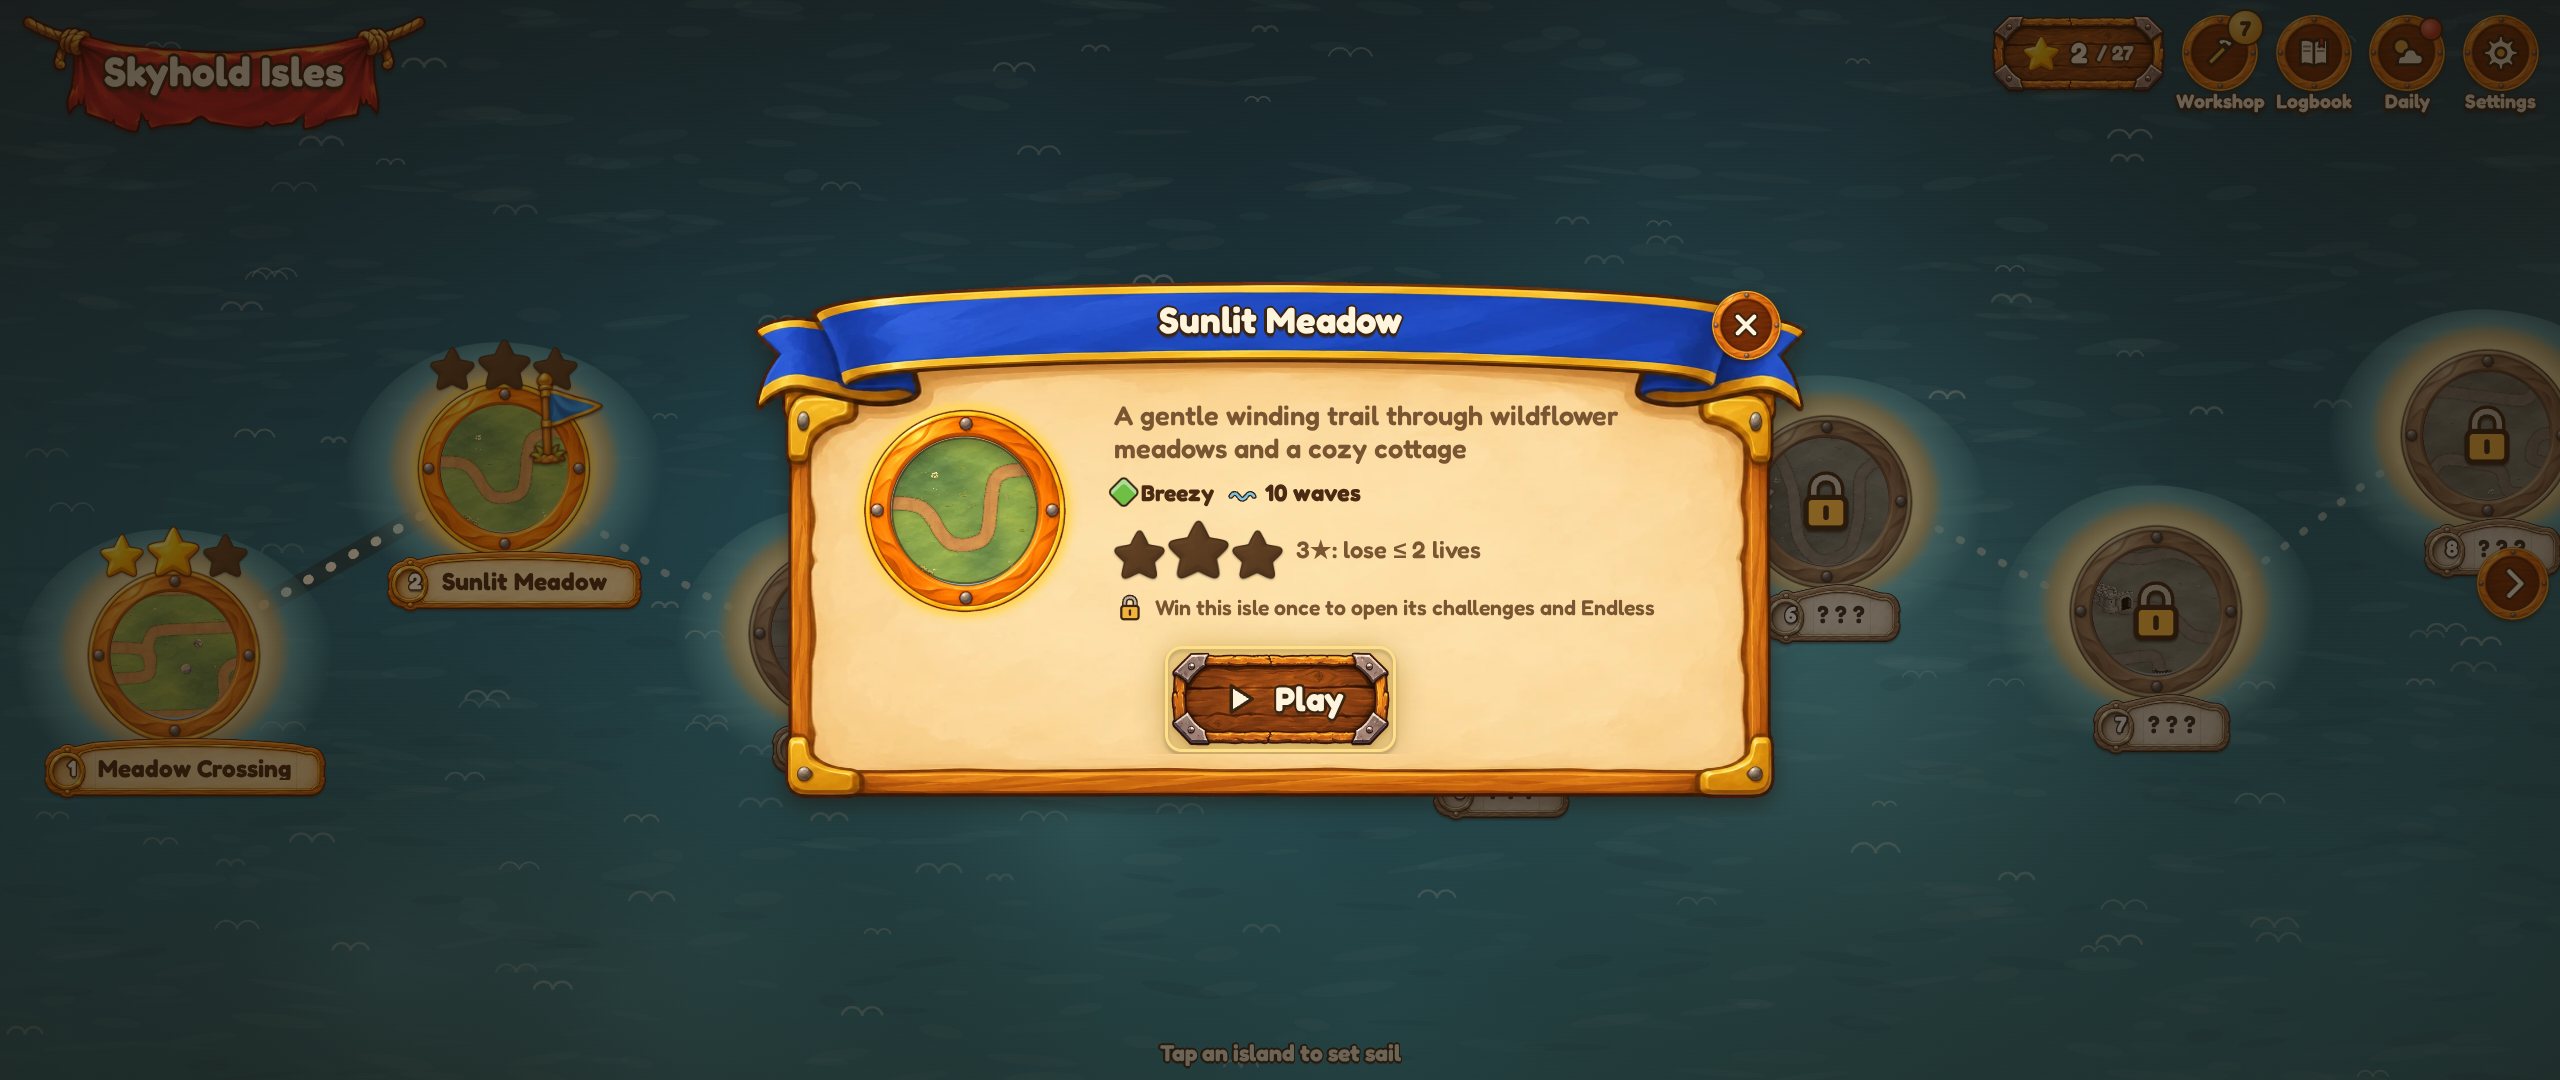 Skyhold Isles
2 / 27
7
Workshop
Logbook
Daily
Settings
Sunlit Meadow
A gentle winding trail through wildflower
meadows and a cozy cottage
Breezy 10 waves
3★: lose ≤ 2 lives
Win this isle once to open its challenges and Endless
Play
2 Sunlit Meadow
1 Meadow Crossing
6 ???
7 ???
8 ???
Tap an island to set sail